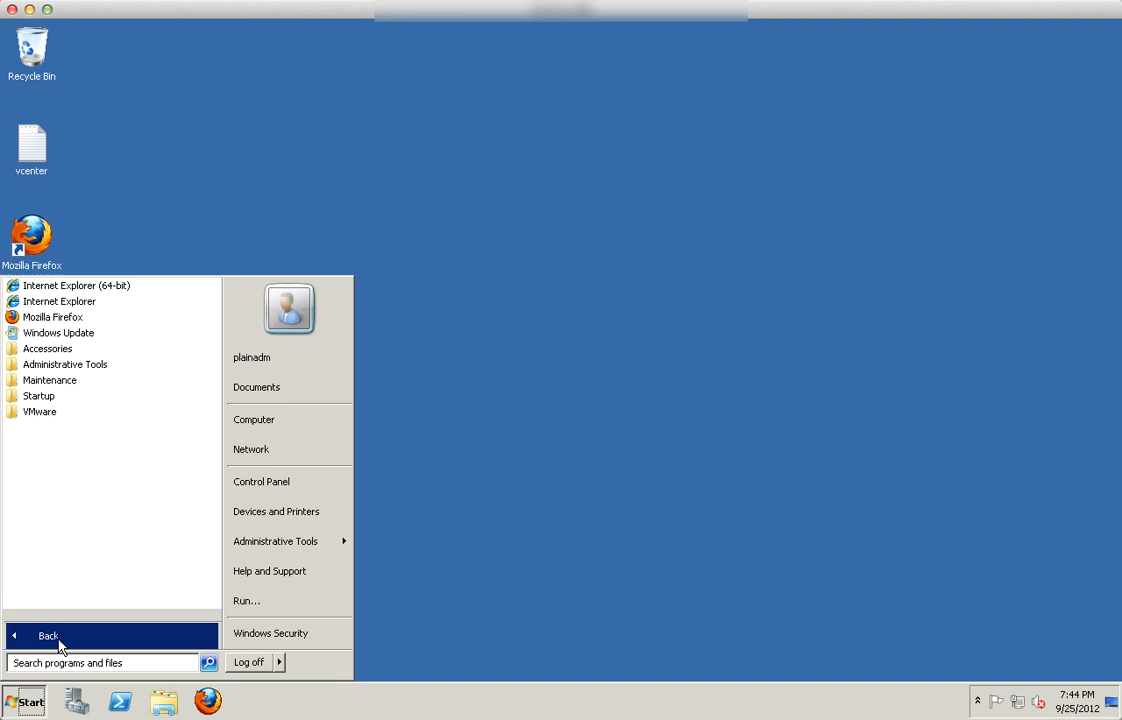 Recycle Bin
vcenter
Mozilla Firefox
Internet Explorer (64-bit)
Internet Explorer
Mozilla Firefox
Windows Update
Accessories
Administrative Tools
Maintenance
Startup
VMware
Back
Search programs and files
plainadm
Documents
Computer
Network
Control Panel
Devices and Printers
Administrative Tools
Help and Support
Run...
Windows Security
Log off
Start
7:44 PM
9/25/2012